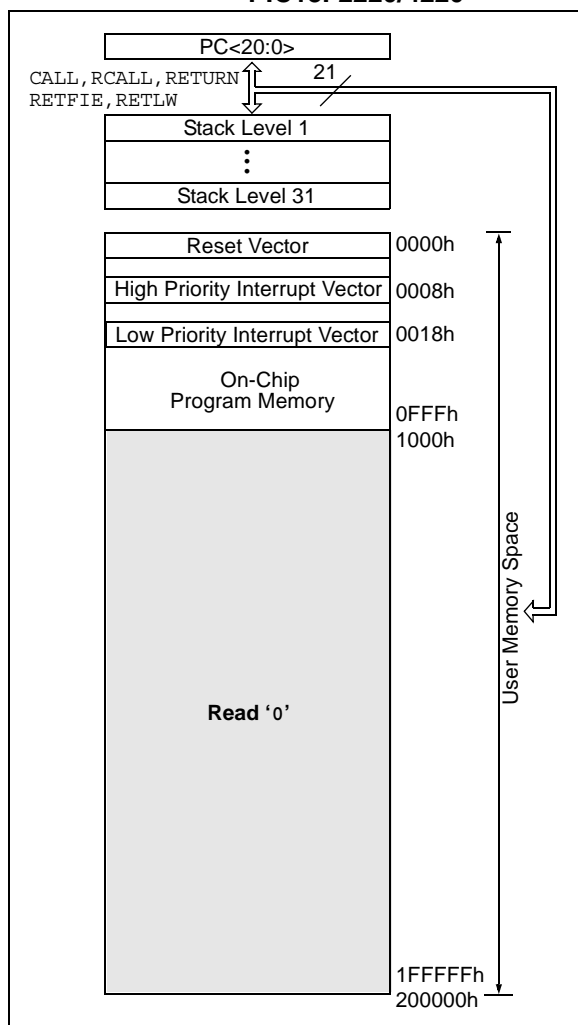 PC<20:0>
CALL,RCALL,RETURN
RETFIE,RETLW
21
Stack Level 1
Stack Level 31
Reset Vector
0000h
High Priority Interrupt Vector
0008h
Low Priority Interrupt Vector
0018h
On-Chip
Program Memory
0FFFh
1000h
User Memory Space
Read ‘0’
1FFFFFh
200000h